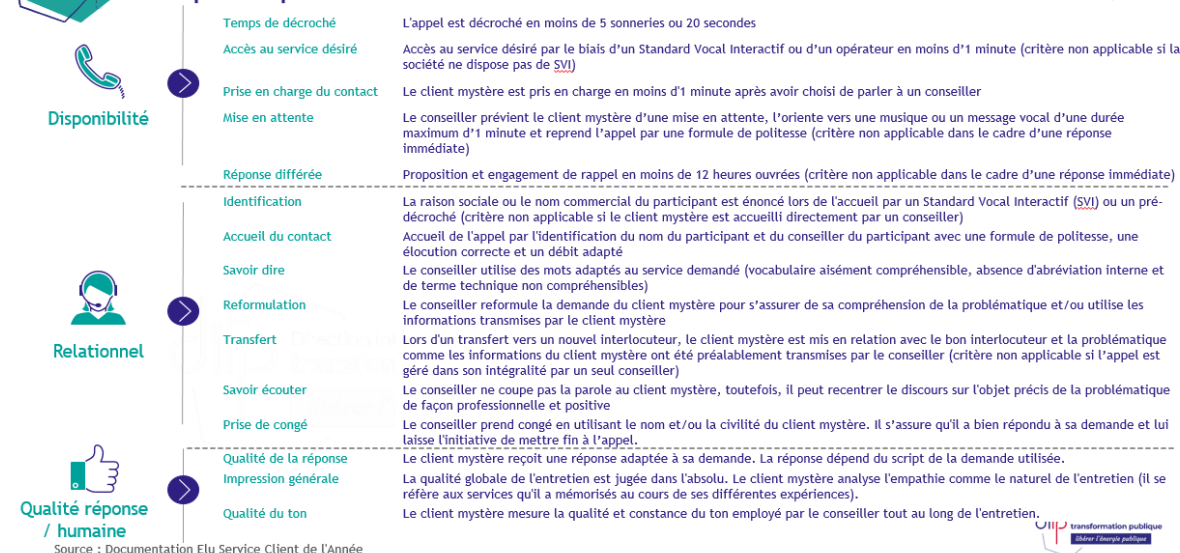 Temps de décroché
L'appel est décroché en moins de 5 sonneries ou 20 secondes
Accès au service désiré
Accès au service désiré par le biais d'un Standard Vocal Interactif ou d'un opérateur en moins d'1 minute (critère non applicable si la
société ne dispose pas de SVI)
Prise en charge du contact
Le client mystère est pris en charge en moins d'1 minute après avoir choisi de parler à un conseiller
Disponibilité
Mise en attente
Le conseiller prévient le client mystère d'une mise en attente, l'oriente vers une musique ou un message vocal d'une durée
maximum d'1 minute et reprend l'appel par une formule de politesse (critère non applicable dans le cadre d'une réponse
immédiate)
Réponse différée
Proposition et engagement de rappel en moins de 12 heures ouvrées (critère non applicable dans le cadre d'une réponse immédiate)
Identification
La raison sociale ou le nom commercial du participant est énoncé lors de l'accueil par un Standard Vocal Interactif (SVI) ou un pré-
décroché (critère non applicable si le client mystère est accueilli directement par un conseiller)
Accueil du contact
Accueil de l'appel par l'identification du nom du participant et du conseiller du participant avec une formule de politesse, une
élocution correcte et un débit adapté
Savoir dire
Le conseiller utilise des mots adaptés au service demandé (vocabulaire aisément compréhensible, absence d'abréviation interne et
de terme technique non compréhensibles)
Reformulation
Le conseiller reformule la demande du client mystère pour s'assurer de sa compréhension de la problématique et/ou utilise les
informations transmises par le client mystère
Relationnel
Transfert
Lors d'un transfert vers un nouvel interlocuteur, le client mystère est mis en relation avec le bon interlocuteur et la problématique
comme les informations du client mystère ont été préalablement transmises par le conseiller (critère non applicable si l'appel est
géré dans son intégralité par un seul conseiller)
Savoir écouter
Le conseiller ne coupe pas la parole au client mystère, toutefois, il peut recentrer le discours sur l'objet précis de la problématique
de façon professionnelle et positive
Prise de congé
Le conseiller prend congé en utilisant le nom et/ou la civilité du client mystère. Il s'assure qu'il a bien répondu à sa demande et lui
laisse l'initiative de mettre fin à l'appel.
Qualité de la réponse
Le client mystère reçoit une réponse adaptée à sa demande. La réponse dépend du script de la demande utilisée.
Impression générale
La qualité globale de l'entretien est jugée dans l'absolu. Le client mystère analyse l'empathie comme le naturel de l'entretien (il se
réfère aux services qu'il a mémorisés au cours de ses différentes expériences).
Qualité réponse
/ humaine
Qualité du ton
Le client mystère mesure la qualité et constance du ton employé par le conseiller tout au long de l'entretien.
transformation publique
libérer l'énergie publique
Source : Documentation Elu Service Client de l'Année